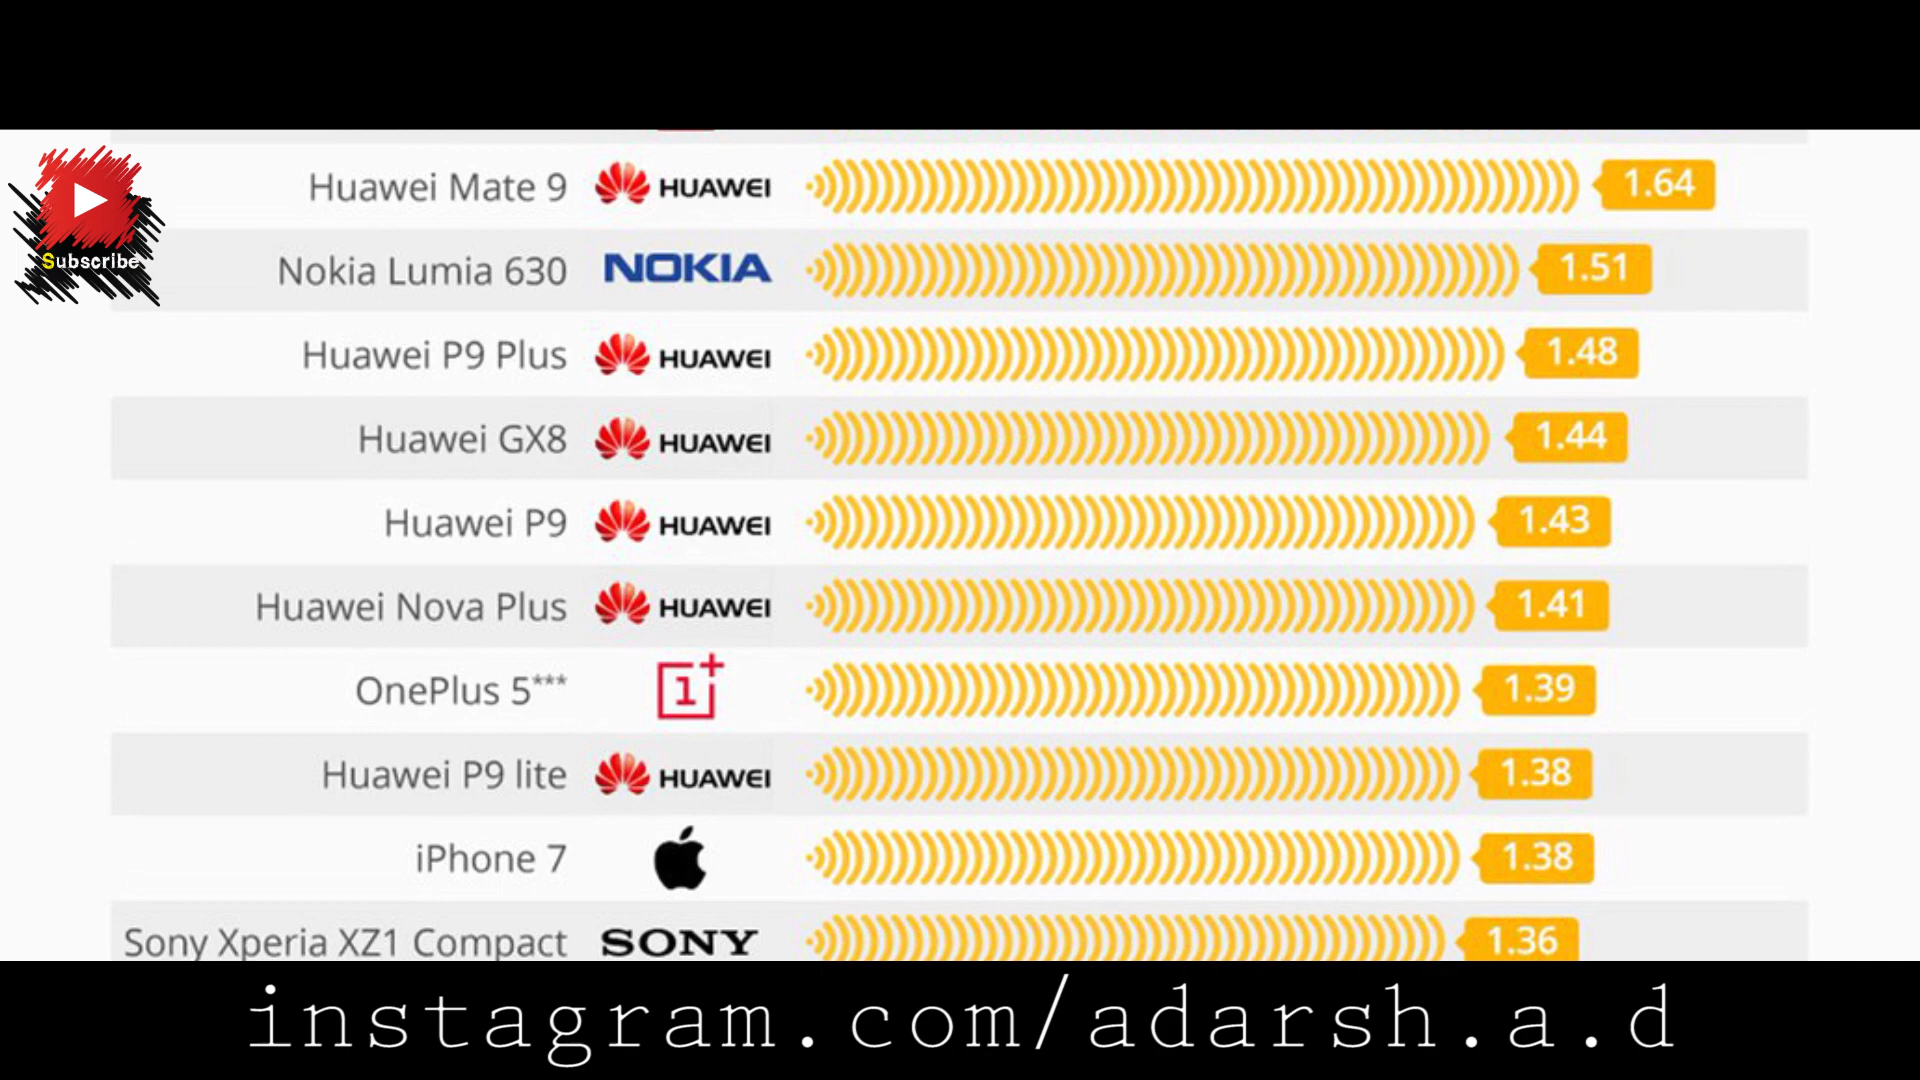 Huawei Mate 9 HUAWEI 1.64
Subscribe
Nokia Lumia 630 NOKIA 1.51
Huawei P9 Plus HUAWEI 1.48
Huawei GX8 HUAWEI 1.44
Huawei P9 HUAWEI 1.43
Huawei Nova Plus HUAWEI 1.41
OnePlus 5*** 1+ 1.39
Huawei P9 lite HUAWEI 1.38
iPhone 7 1.38
Sony Xperia XZ1 Compact SONY 1.36
instagram.com/adarsh.a.d